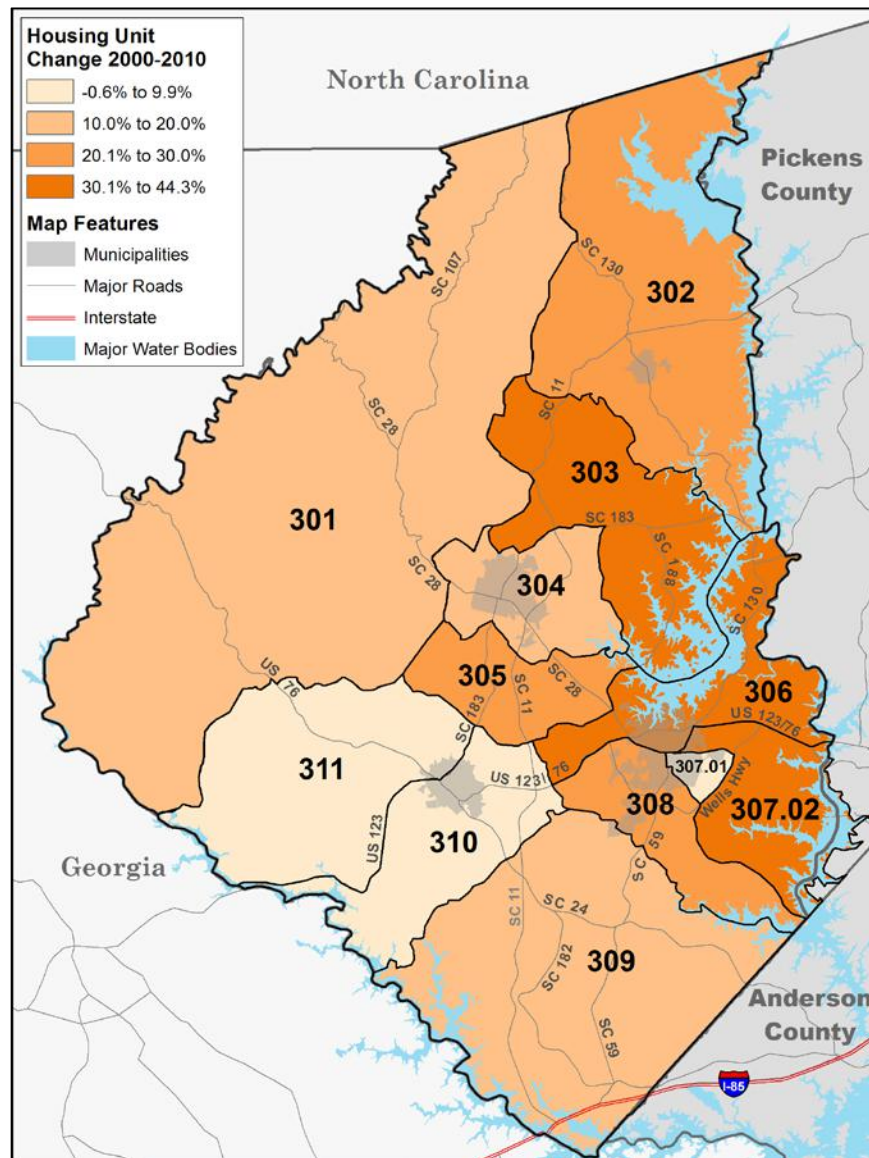 Housing Unit
Change 2000-2010
-0.6% to 9.9%
10.0% to 20.0%
20.1% to 30.0%
30.1% to 44.3%
Map Features
Municipalities
Major Roads
Interstate
Major Water Bodies
North Carolina
Pickens
County
SC 107
SC 130
302
SC 28
SC 11
303
301
SC 183
SC 188
SC 28
304
SC 130
305
SC 28
SC 11
SC 183
306
US 76
US 123/76
311
US 123/76
307.01
Wells Hwy
308
307.02
310
SC 59
US 123
Georgia
SC 11
SC 24
SC 182
309
SC 59
Anderson
County
I-85